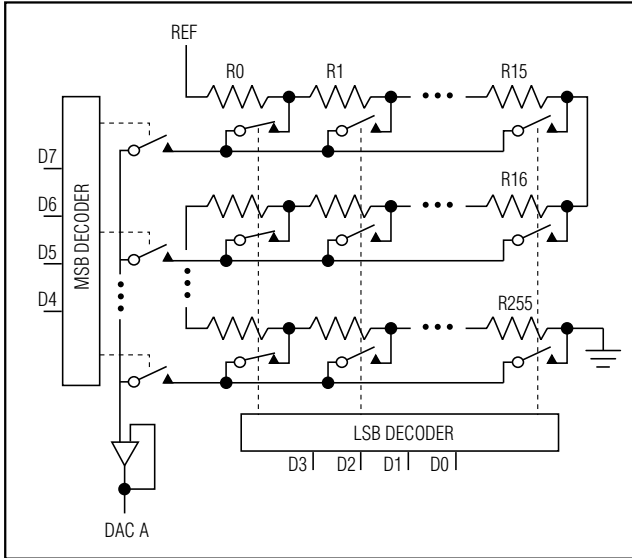 REF
R0
R1
R15
D7
D6
D5
D4
MSB DECODER
R16
R255
LSB DECODER
D3
D2
D1
D0
DAC A